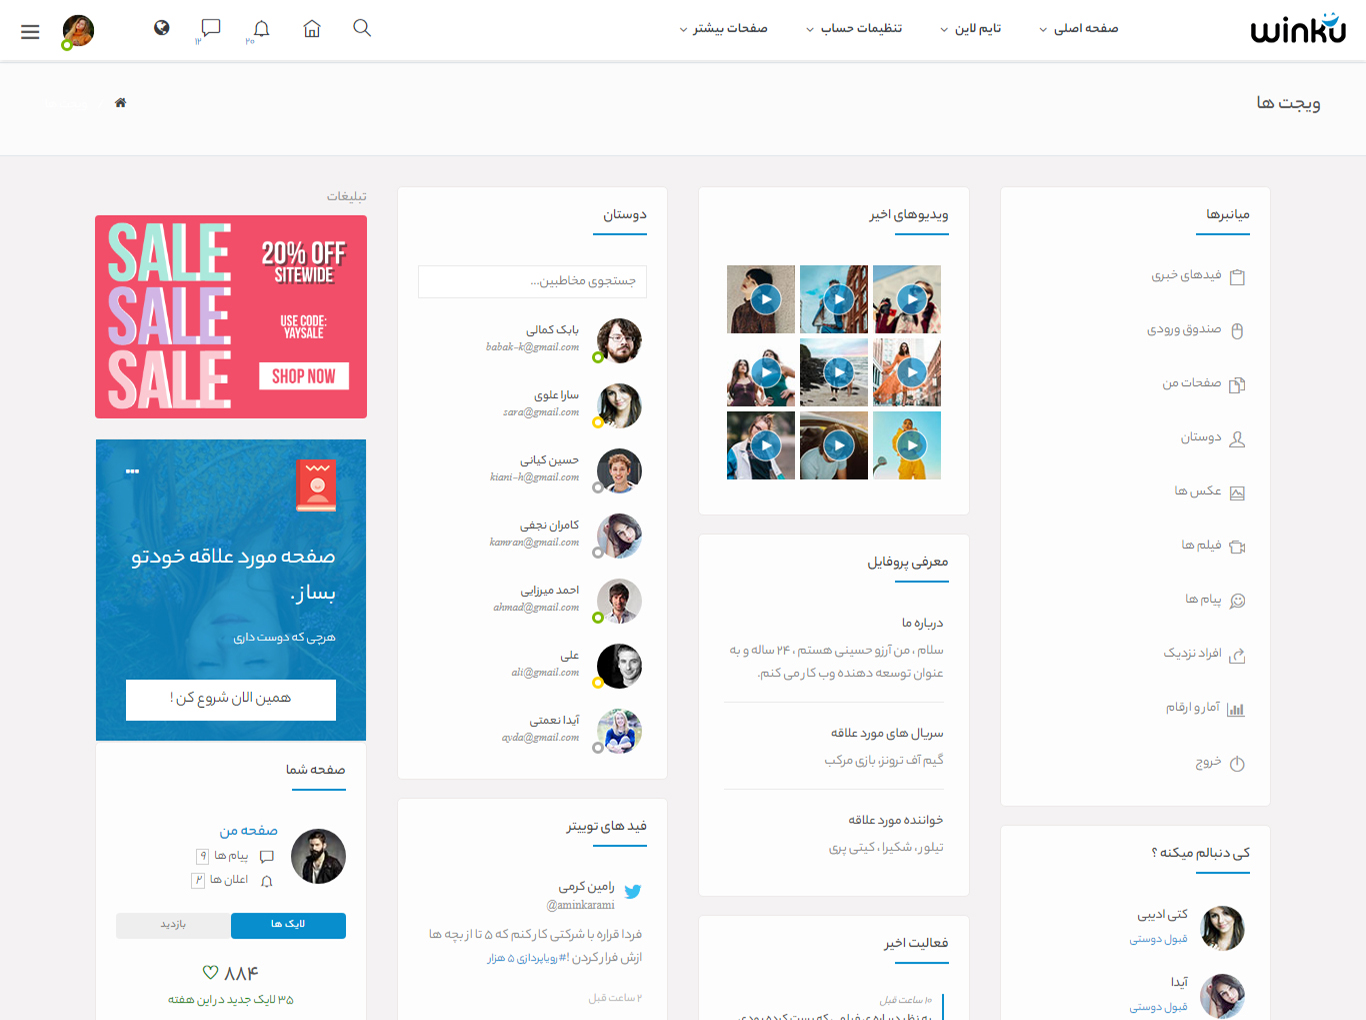 winku
صفحه اصلی
تایم لاین
تنظیمات حساب
صفحات بیشتر
۲۰
۱۲
ویجت ها
میانبرها
فیدهای خبری
صندوق ورودی
صفحات من
دوستان
عکس ها
فیلم ها
پیام ها
افراد نزدیک
آمار و ارقام
خروج
کی دنبالم میکنه ؟
کتی ادیبی
قبول دوستی
آیدا
قبول دوستی
ویدیوهای اخیر
معرفی پروفایل
درباره ما
سلام ، من آرزو حسینی هستم ، ۲۴ ساله و به
عنوان توسعه دهنده وب کار می کنم.
سریال های مورد علاقه
گیم آف ترونز، بازی مرکب
خواننده مورد علاقه
تیلور ، شکیرا ، کیتی پری
فعالیت اخیر
۱۰ ساعت قبل
دوستان
جستجوی مخاطبین...
بابک کمالی
babak-k@gmail.com
سارا علوی
sara@gmail.com
حسین کیانی
kiani-h@gmail.com
کامران نجفی
kamran@gmail.com
احمد میرزایی
ahmad@gmail.com
علی
ali@gmail.com
آیدا نعمتی
ayda@gmail.com
فید های توییتر
رامین کرمی
@aminkarami
فردا قراره با شرکتی کار کنم که ۵ تا از بچه ها
ازش فرار کردن !#رویاپردازی ۵ هزار
۲ ساعت قبل
تبلیغات
SALE
SALE
SALE
20% OFF
SITEWIDE
USE CODE:
YAYSALE
SHOP NOW
صفحه مورد علاقه خودتو
بساز .
هرچی که دوست داری
همین الان شروع کن !
صفحه شما
صفحه من
پیام ها ۹
اعلان ها ۲
لایک ها
بازدید
۸۸۴
۳۵ لایک جدید در این هفته